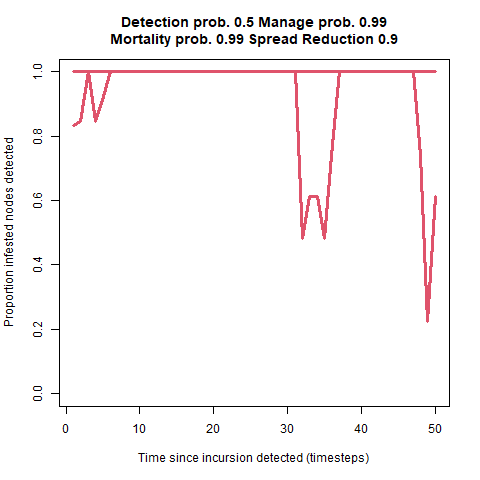 Detection prob. 0.5 Manage prob. 0.99
Mortality prob. 0.99 Spread Reduction 0.9
Proportion infested nodes detected
1.0
0.8
0.6
0.4
0.2
0.0
0 10 20 30 40 50
Time since incursion detected (timesteps)